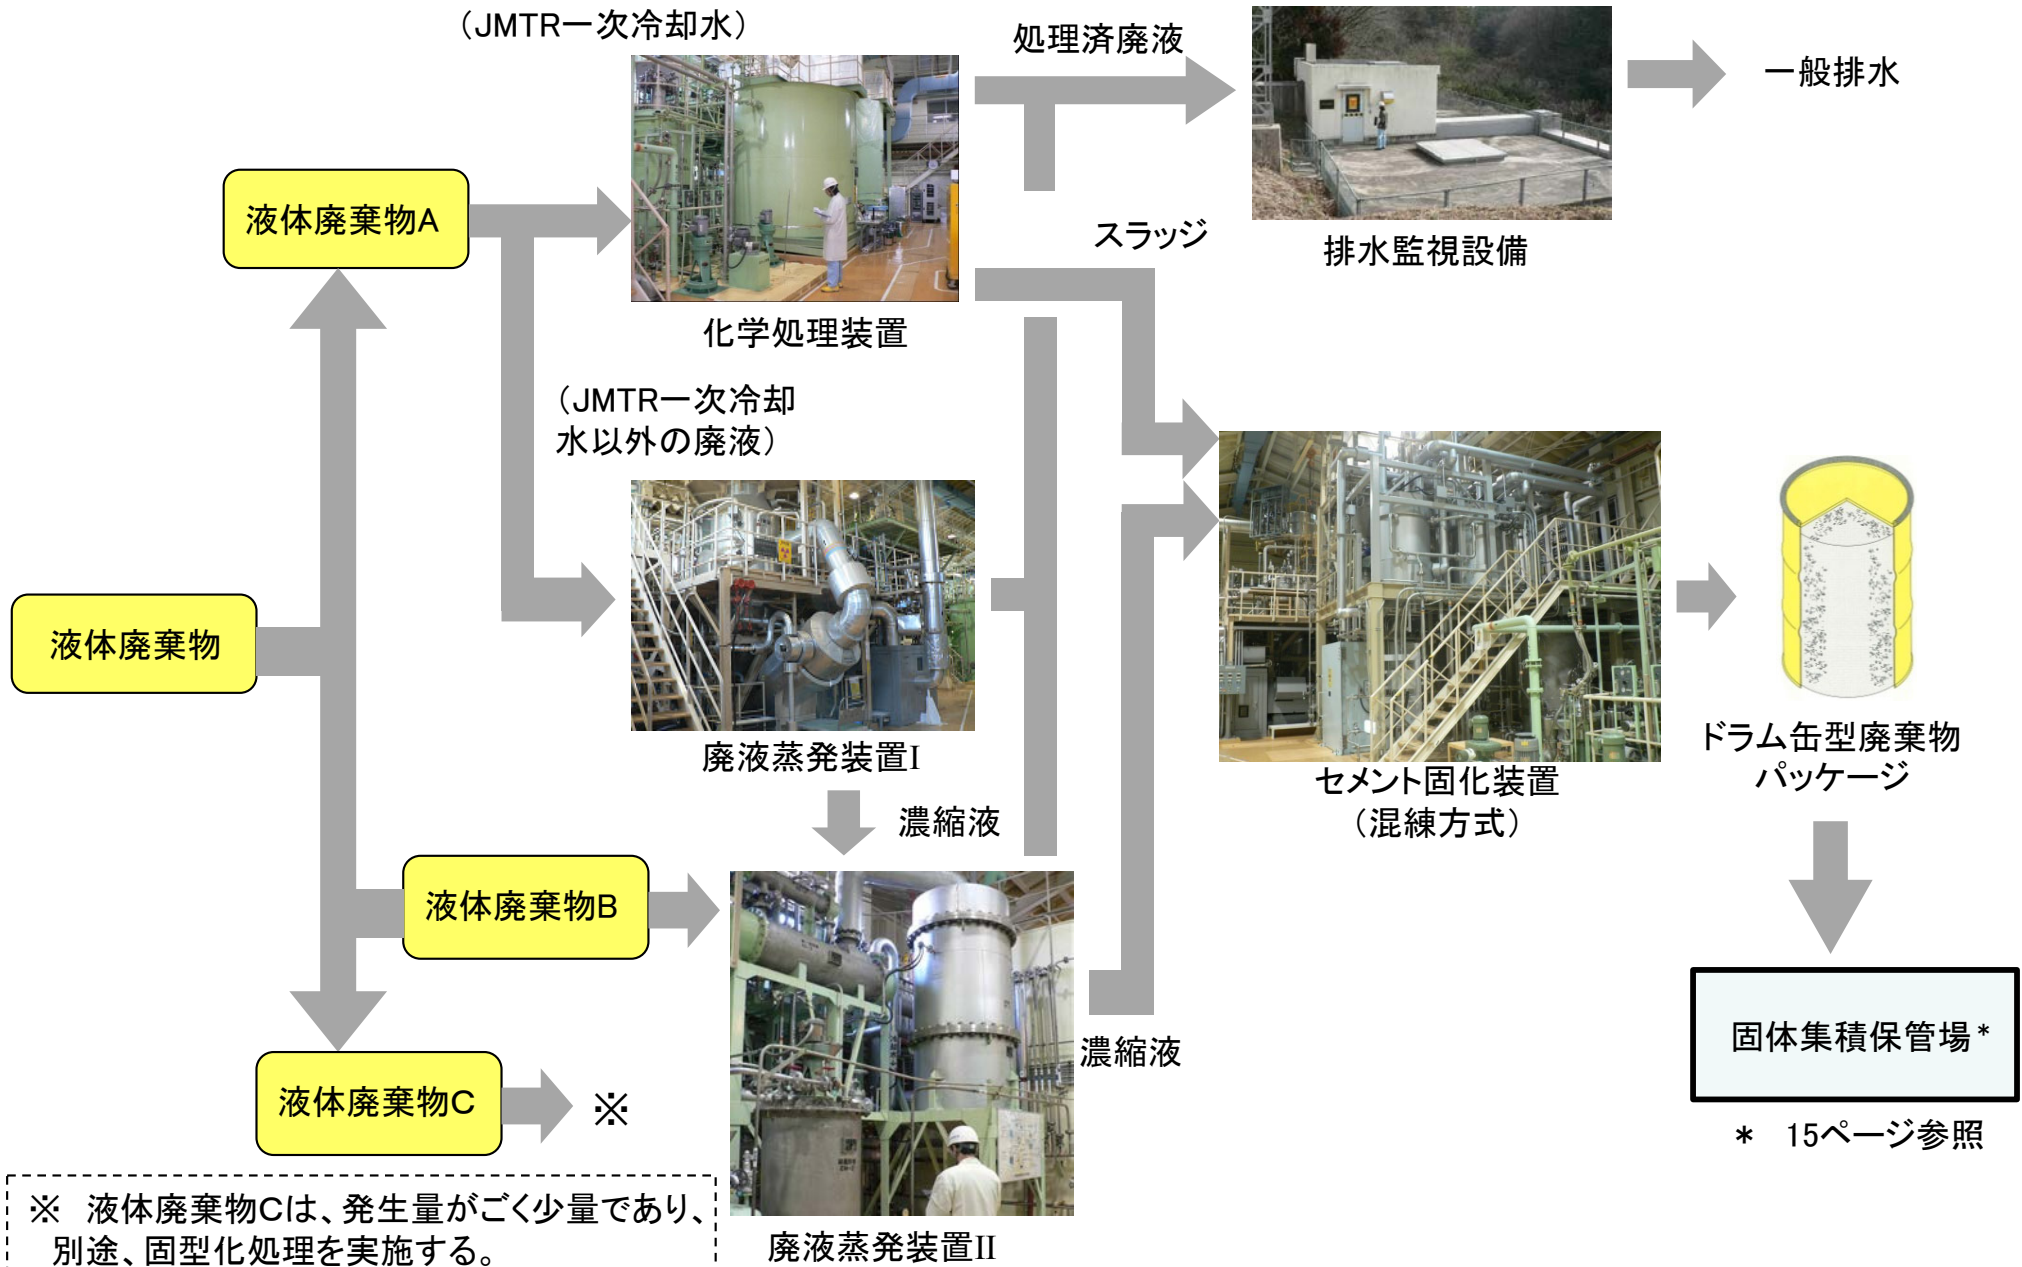 （JMTR一次冷却水）
処理済廃液
一般排水
液体廃棄物A
スラッジ
排水監視設備
化学処理装置
（JMTR一次冷却
水以外の廃液）
液体廃棄物
廃液蒸発装置I
濃縮液
セメント固化装置
（混練方式）
ドラム缶型廃棄物
パッケージ
液体廃棄物B
濃縮液
固体集積保管場*
液体廃棄物C
※
* 15ページ参照
※ 液体廃棄物Cは、発生量がごく少量であり、
別途、固型化処理を実施する。
廃液蒸発装置II